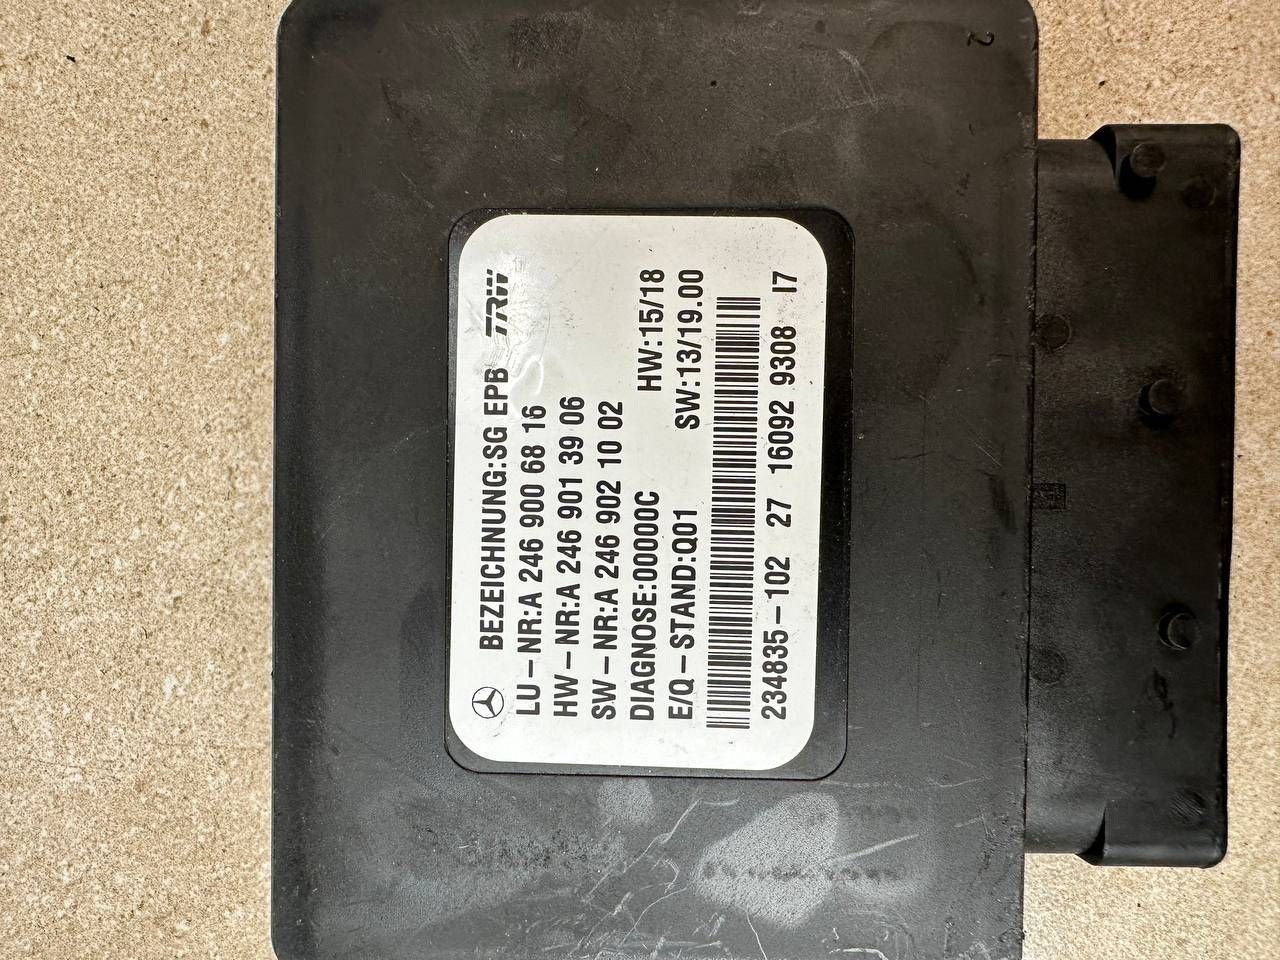 BEZEICHNUNG:SG EPB TRW
LU-NR:A 246 900 68 16
HW-NR:A 246 901 39 06
SW-NR:A 246 902 10 02
DIAGNOSE:00000C HW:15/18
E/Q-STAND:Q01 SW:13/19.00
234835-102 27 16092 9308 I7
2